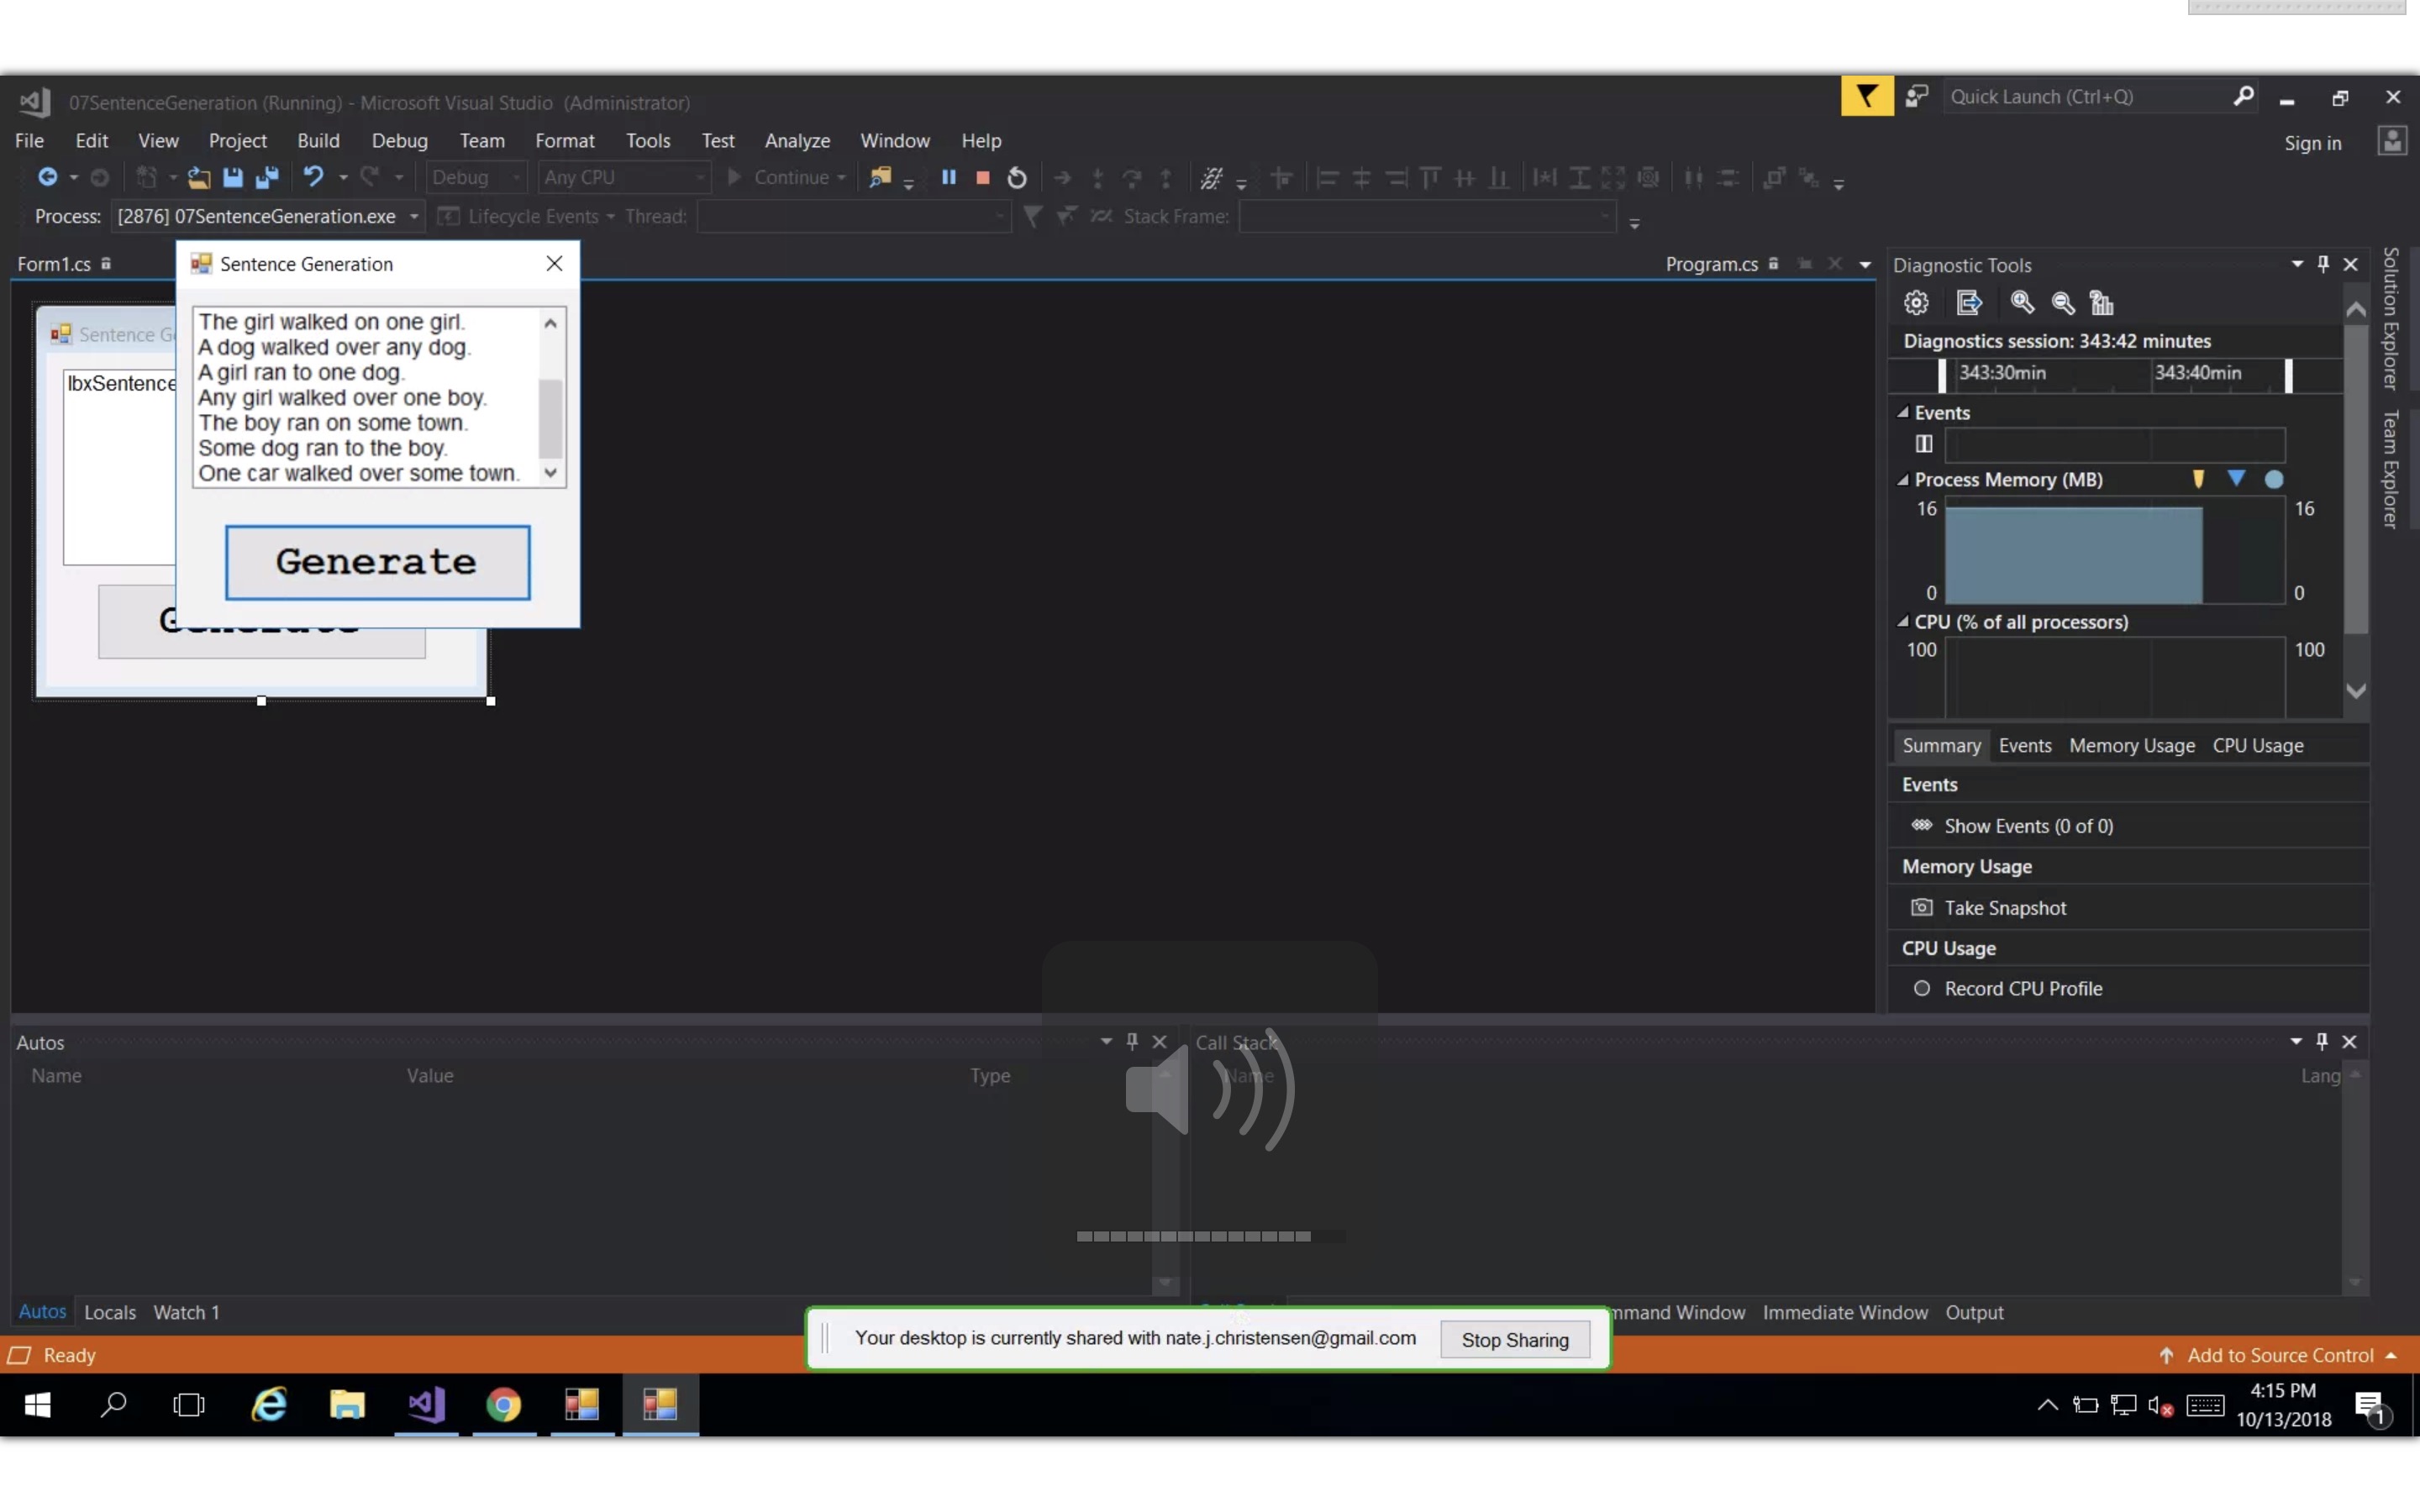 07SentenceGeneration (Running) - Microsoft Visual Studio (Administrator)
Quick Launch (Ctrl+Q)
File Edit View Project Build Debug Team Format Tools Test Analyze Window Help
Sign in
Debug Any CPU Continue
Process: [2876] 07SentenceGeneration.exe Lifecycle Events Thread: Stack Frame:
Form1.cs
Program.cs
Sentence Generation
The girl walked on one girl.
A dog walked over any dog.
A girl ran to one dog.
Any girl walked over one boy.
The boy ran on some town.
Some dog ran to the boy.
One car walked over some town.
Generate
Sentence G
lbxSentence
Diagnostic Tools
Diagnostics session: 343:42 minutes
343:30min 343:40min
Events
Process Memory (MB)
16 16
0 0
CPU (% of all processors)
100 100
Summary Events Memory Usage CPU Usage
Events
Show Events (0 of 0)
Memory Usage
Take Snapshot
CPU Usage
Record CPU Profile
Solution Explorer
Team Explorer
Autos
Name Value Type
Call Stack
Name Lang
Autos Locals Watch 1
mmand Window Immediate Window Output
Your desktop is currently shared with nate.j.christensen@gmail.com Stop Sharing
Ready
Add to Source Control
4:15 PM
10/13/2018
1